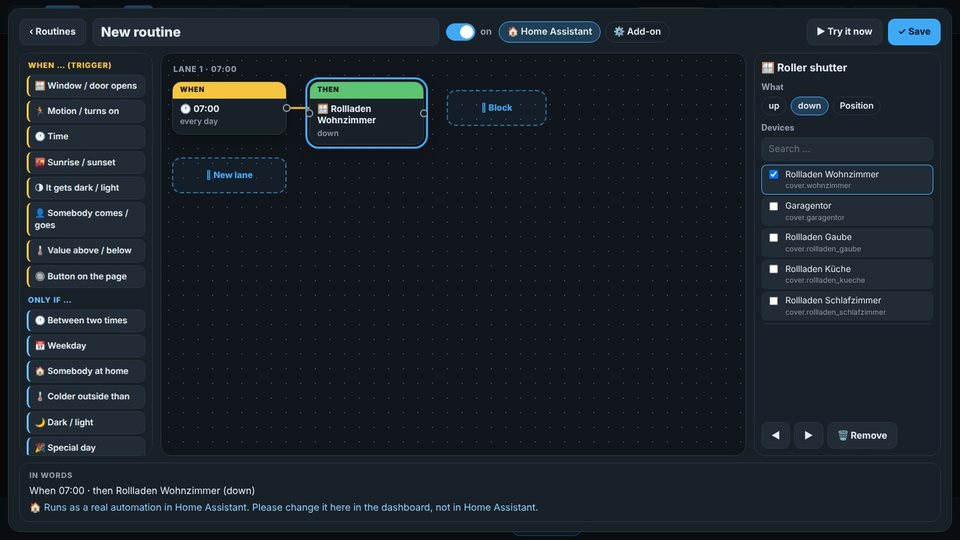 ‹ Routines
New routine
on
Home Assistant
Add-on
Try it now
✓ Save
WHEN ... (TRIGGER)
Window / door opens
Motion / turns on
Time
Sunrise / sunset
It gets dark / light
Somebody comes /
goes
Value above / below
Button on the page
ONLY IF ...
Between two times
Weekday
Somebody at home
Colder outside than
Dark / light
Special day
LANE 1 · 07:00
WHEN
07:00
every day
THEN
Rollladen
Wohnzimmer
down
Block
New lane
Roller shutter
What
up
down
Position
Devices
Search ...
Rollladen Wohnzimmer
cover.wohnzimmer
Garagentor
cover.garagentor
Rollladen Gaube
cover.rollladen_gaube
Rollladen Küche
cover.rollladen_kueche
Rollladen Schlafzimmer
cover.rollladen_schlafzimmer
Remove
IN WORDS
When 07:00 · then Rollladen Wohnzimmer (down)
Runs as a real automation in Home Assistant. Please change it here in the dashboard, not in Home Assistant.